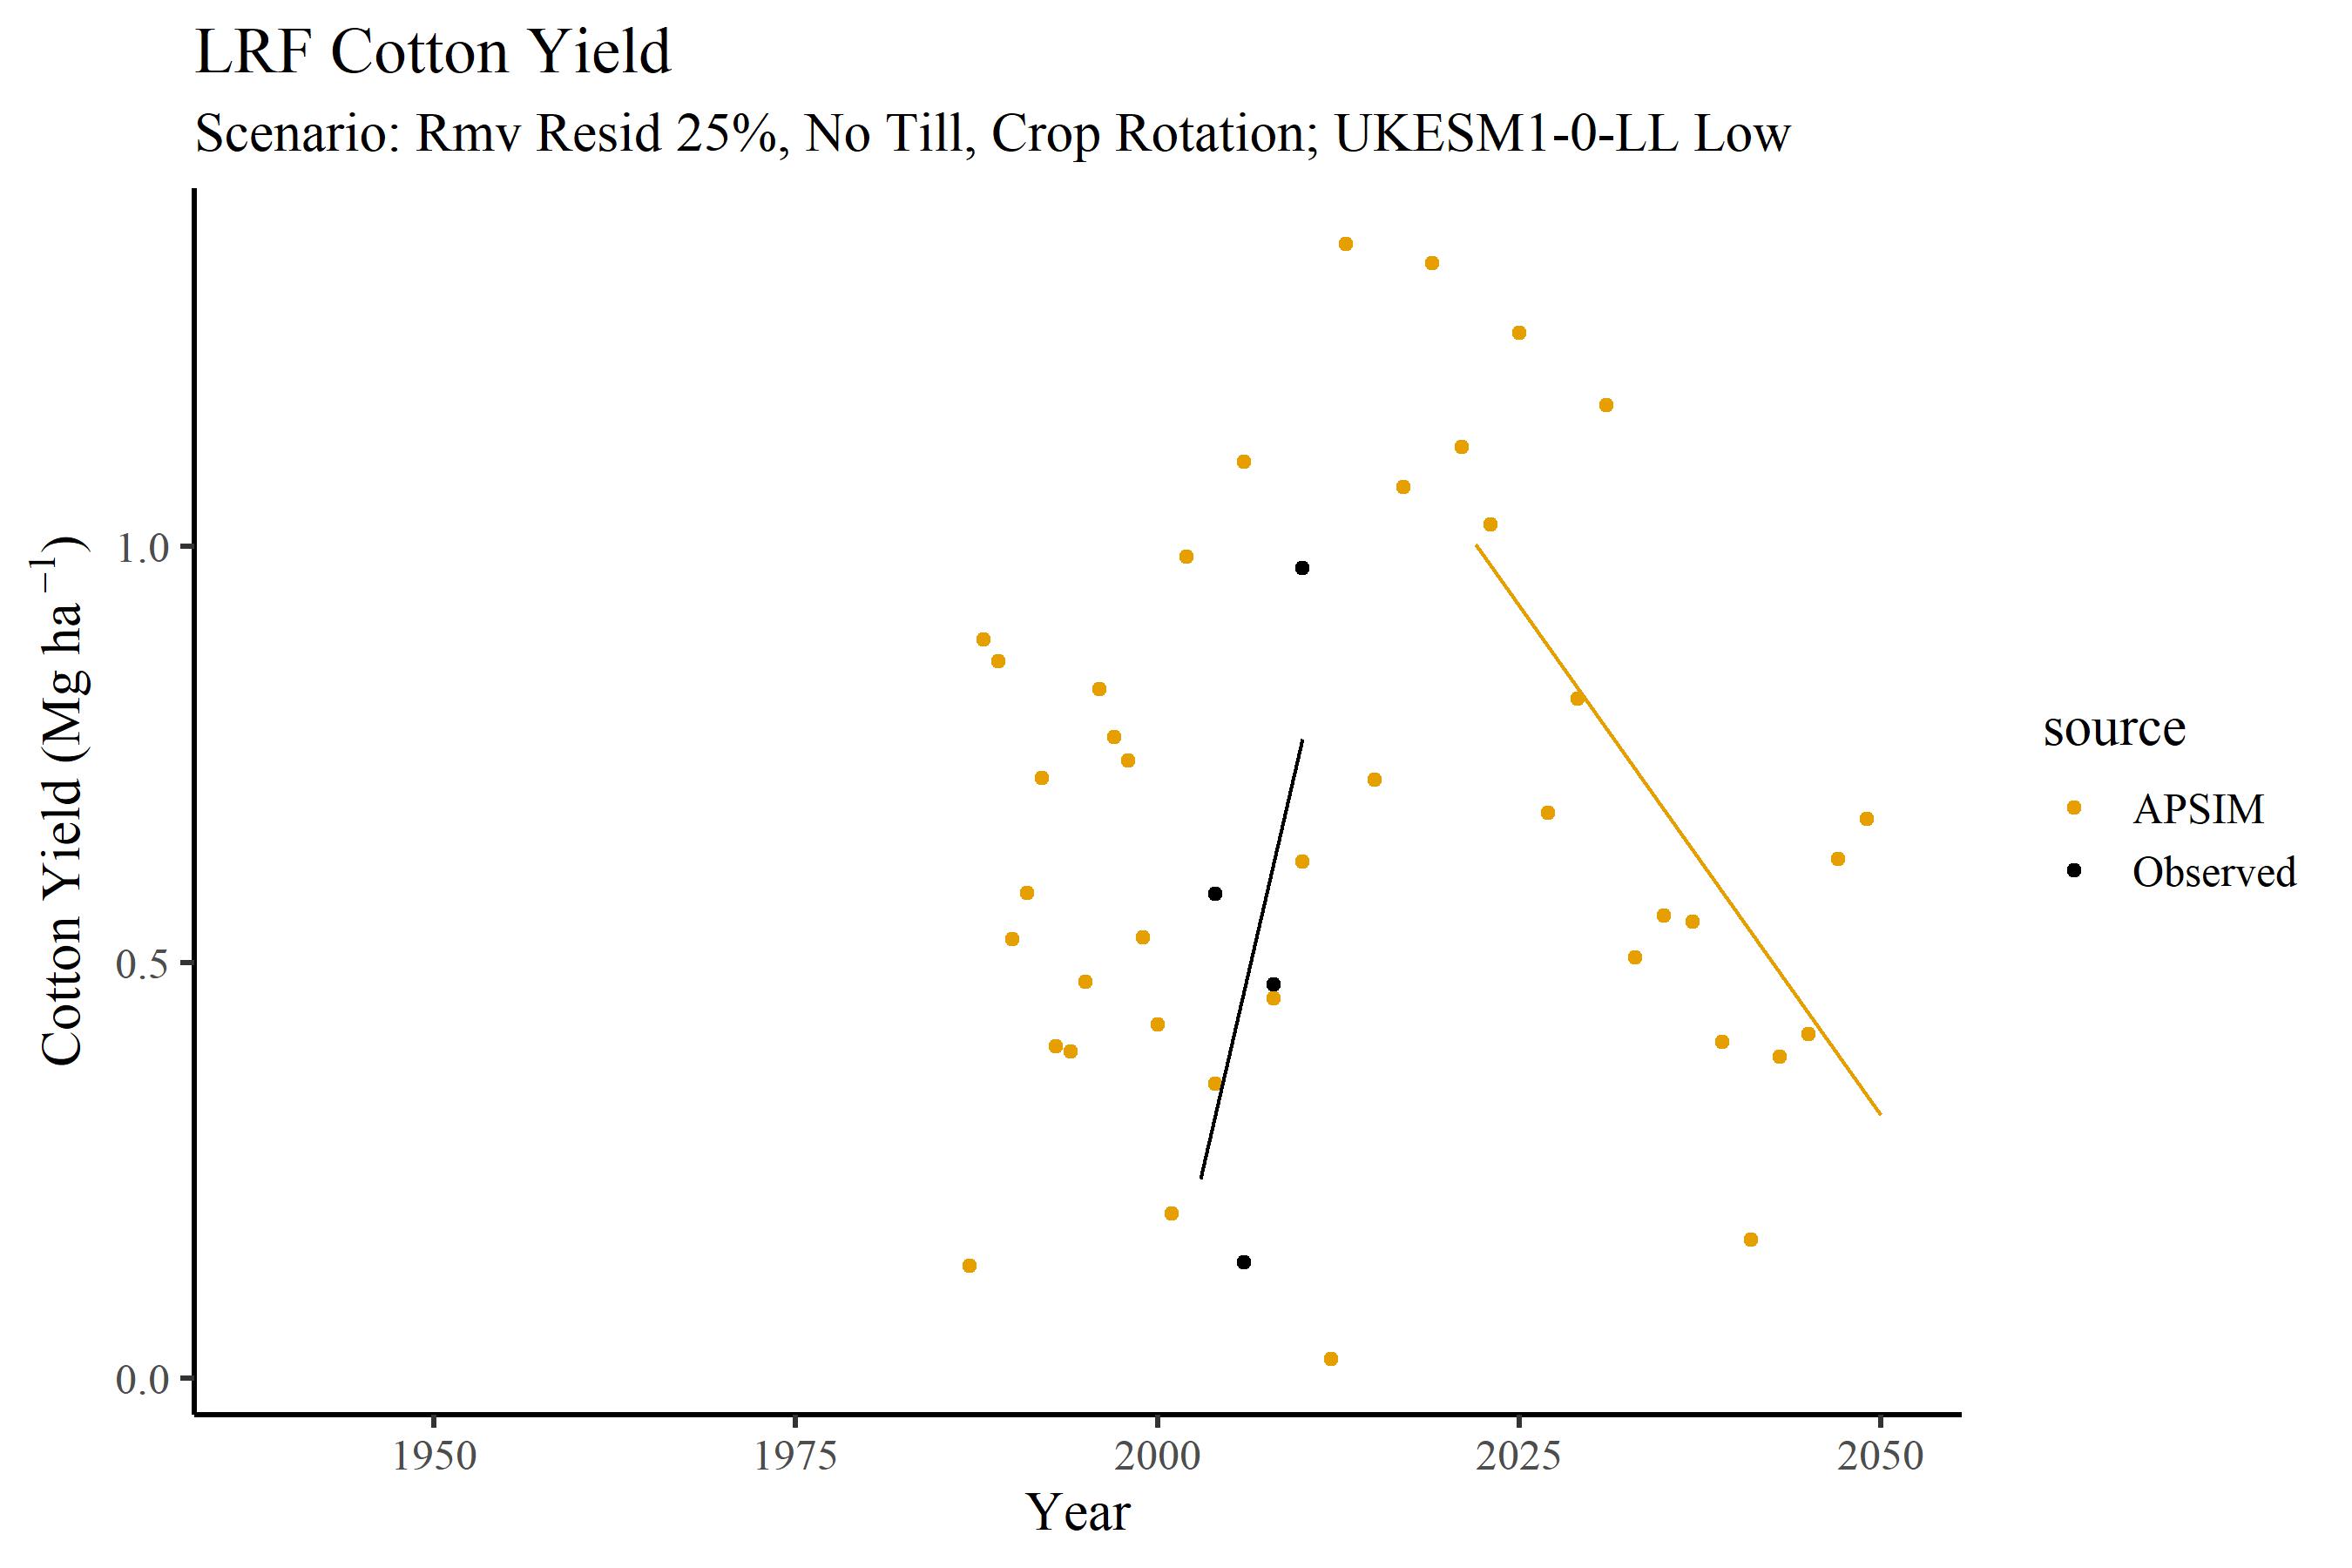 LRF Cotton Yield
Scenario: Rmv Resid 25%, No Till, Crop Rotation; UKESM1-0-LL Low
Cotton Yield (Mg ha⁻¹)
1.0
0.5
0.0
1950 1975 2000 2025 2050
Year
source
APSIM
Observed